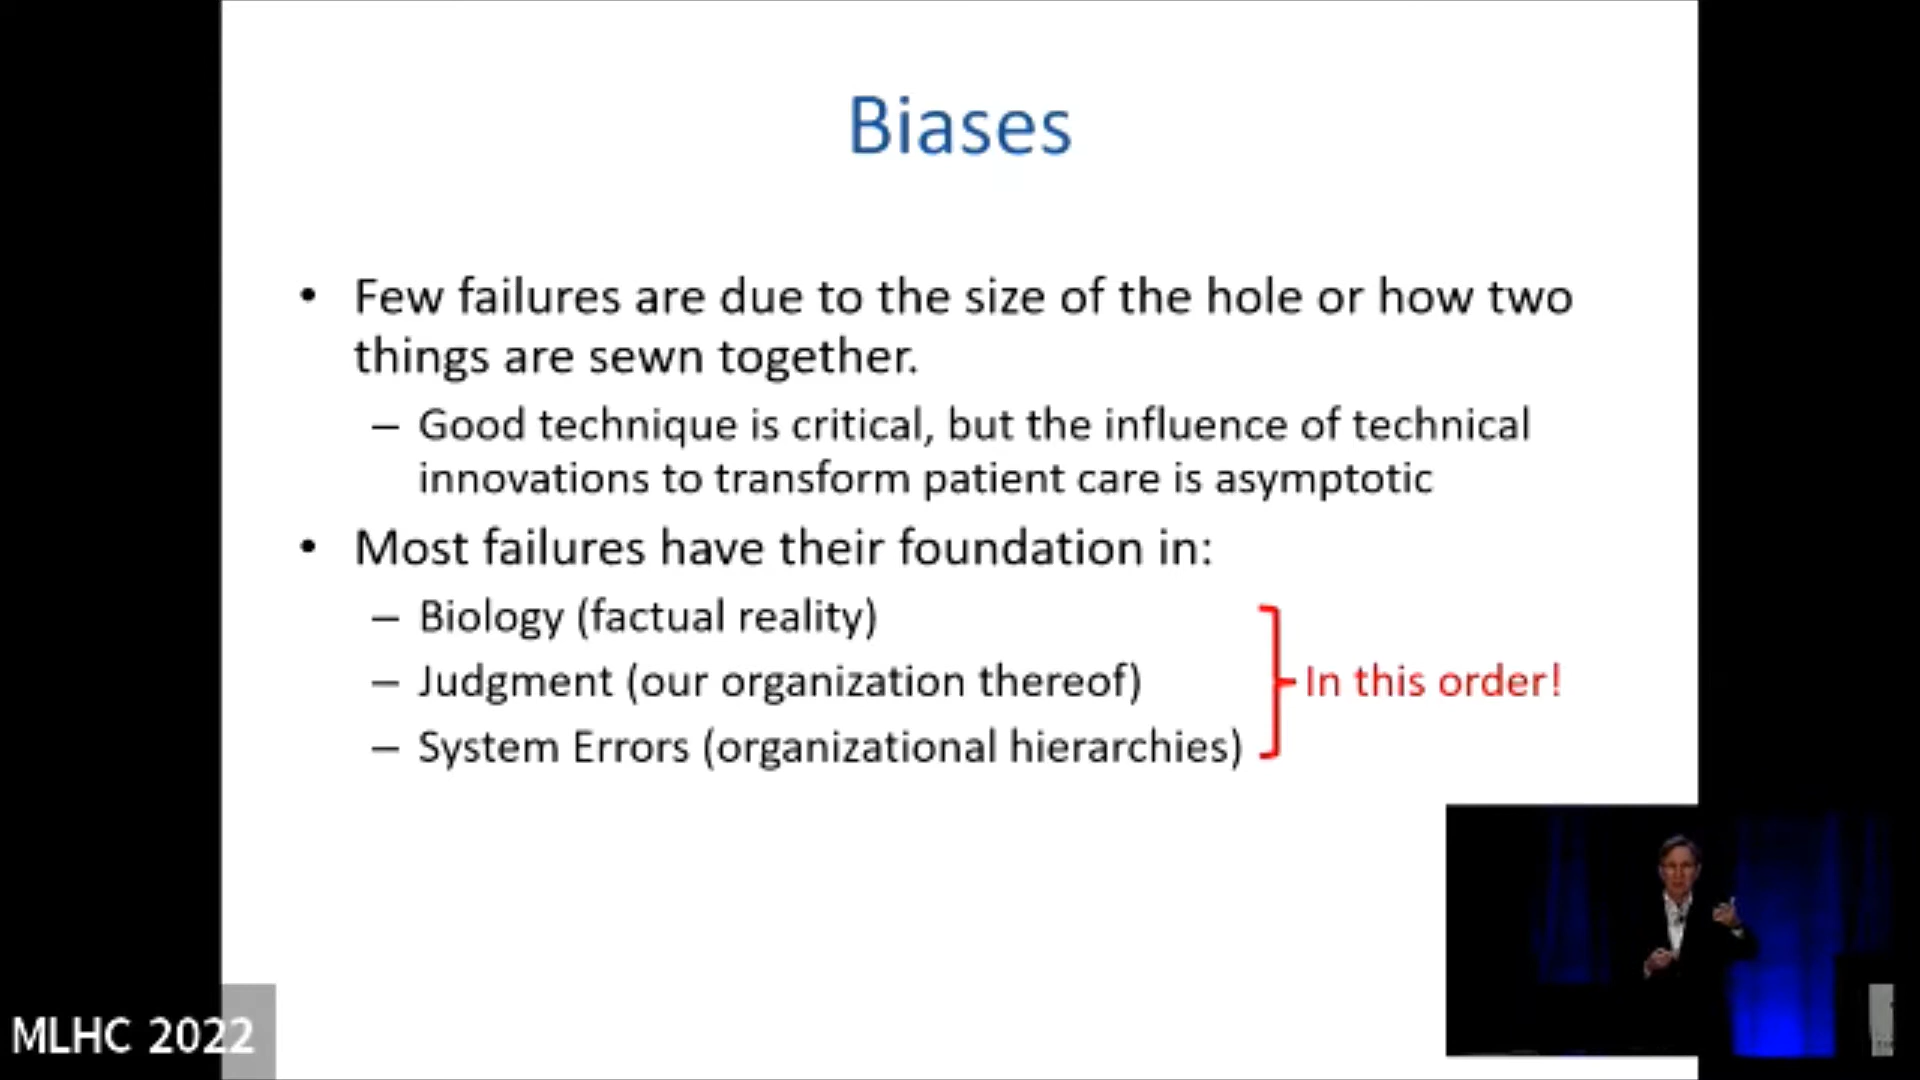 Biases
• Few failures are due to the size of the hole or how two
things are sewn together.
– Good technique is critical, but the influence of technical
innovations to transform patient care is asymptotic
• Most failures have their foundation in:
– Biology (factual reality)
– Judgment (our organization thereof)
– System Errors (organizational hierarchies)
In this order!
MLHC 2022